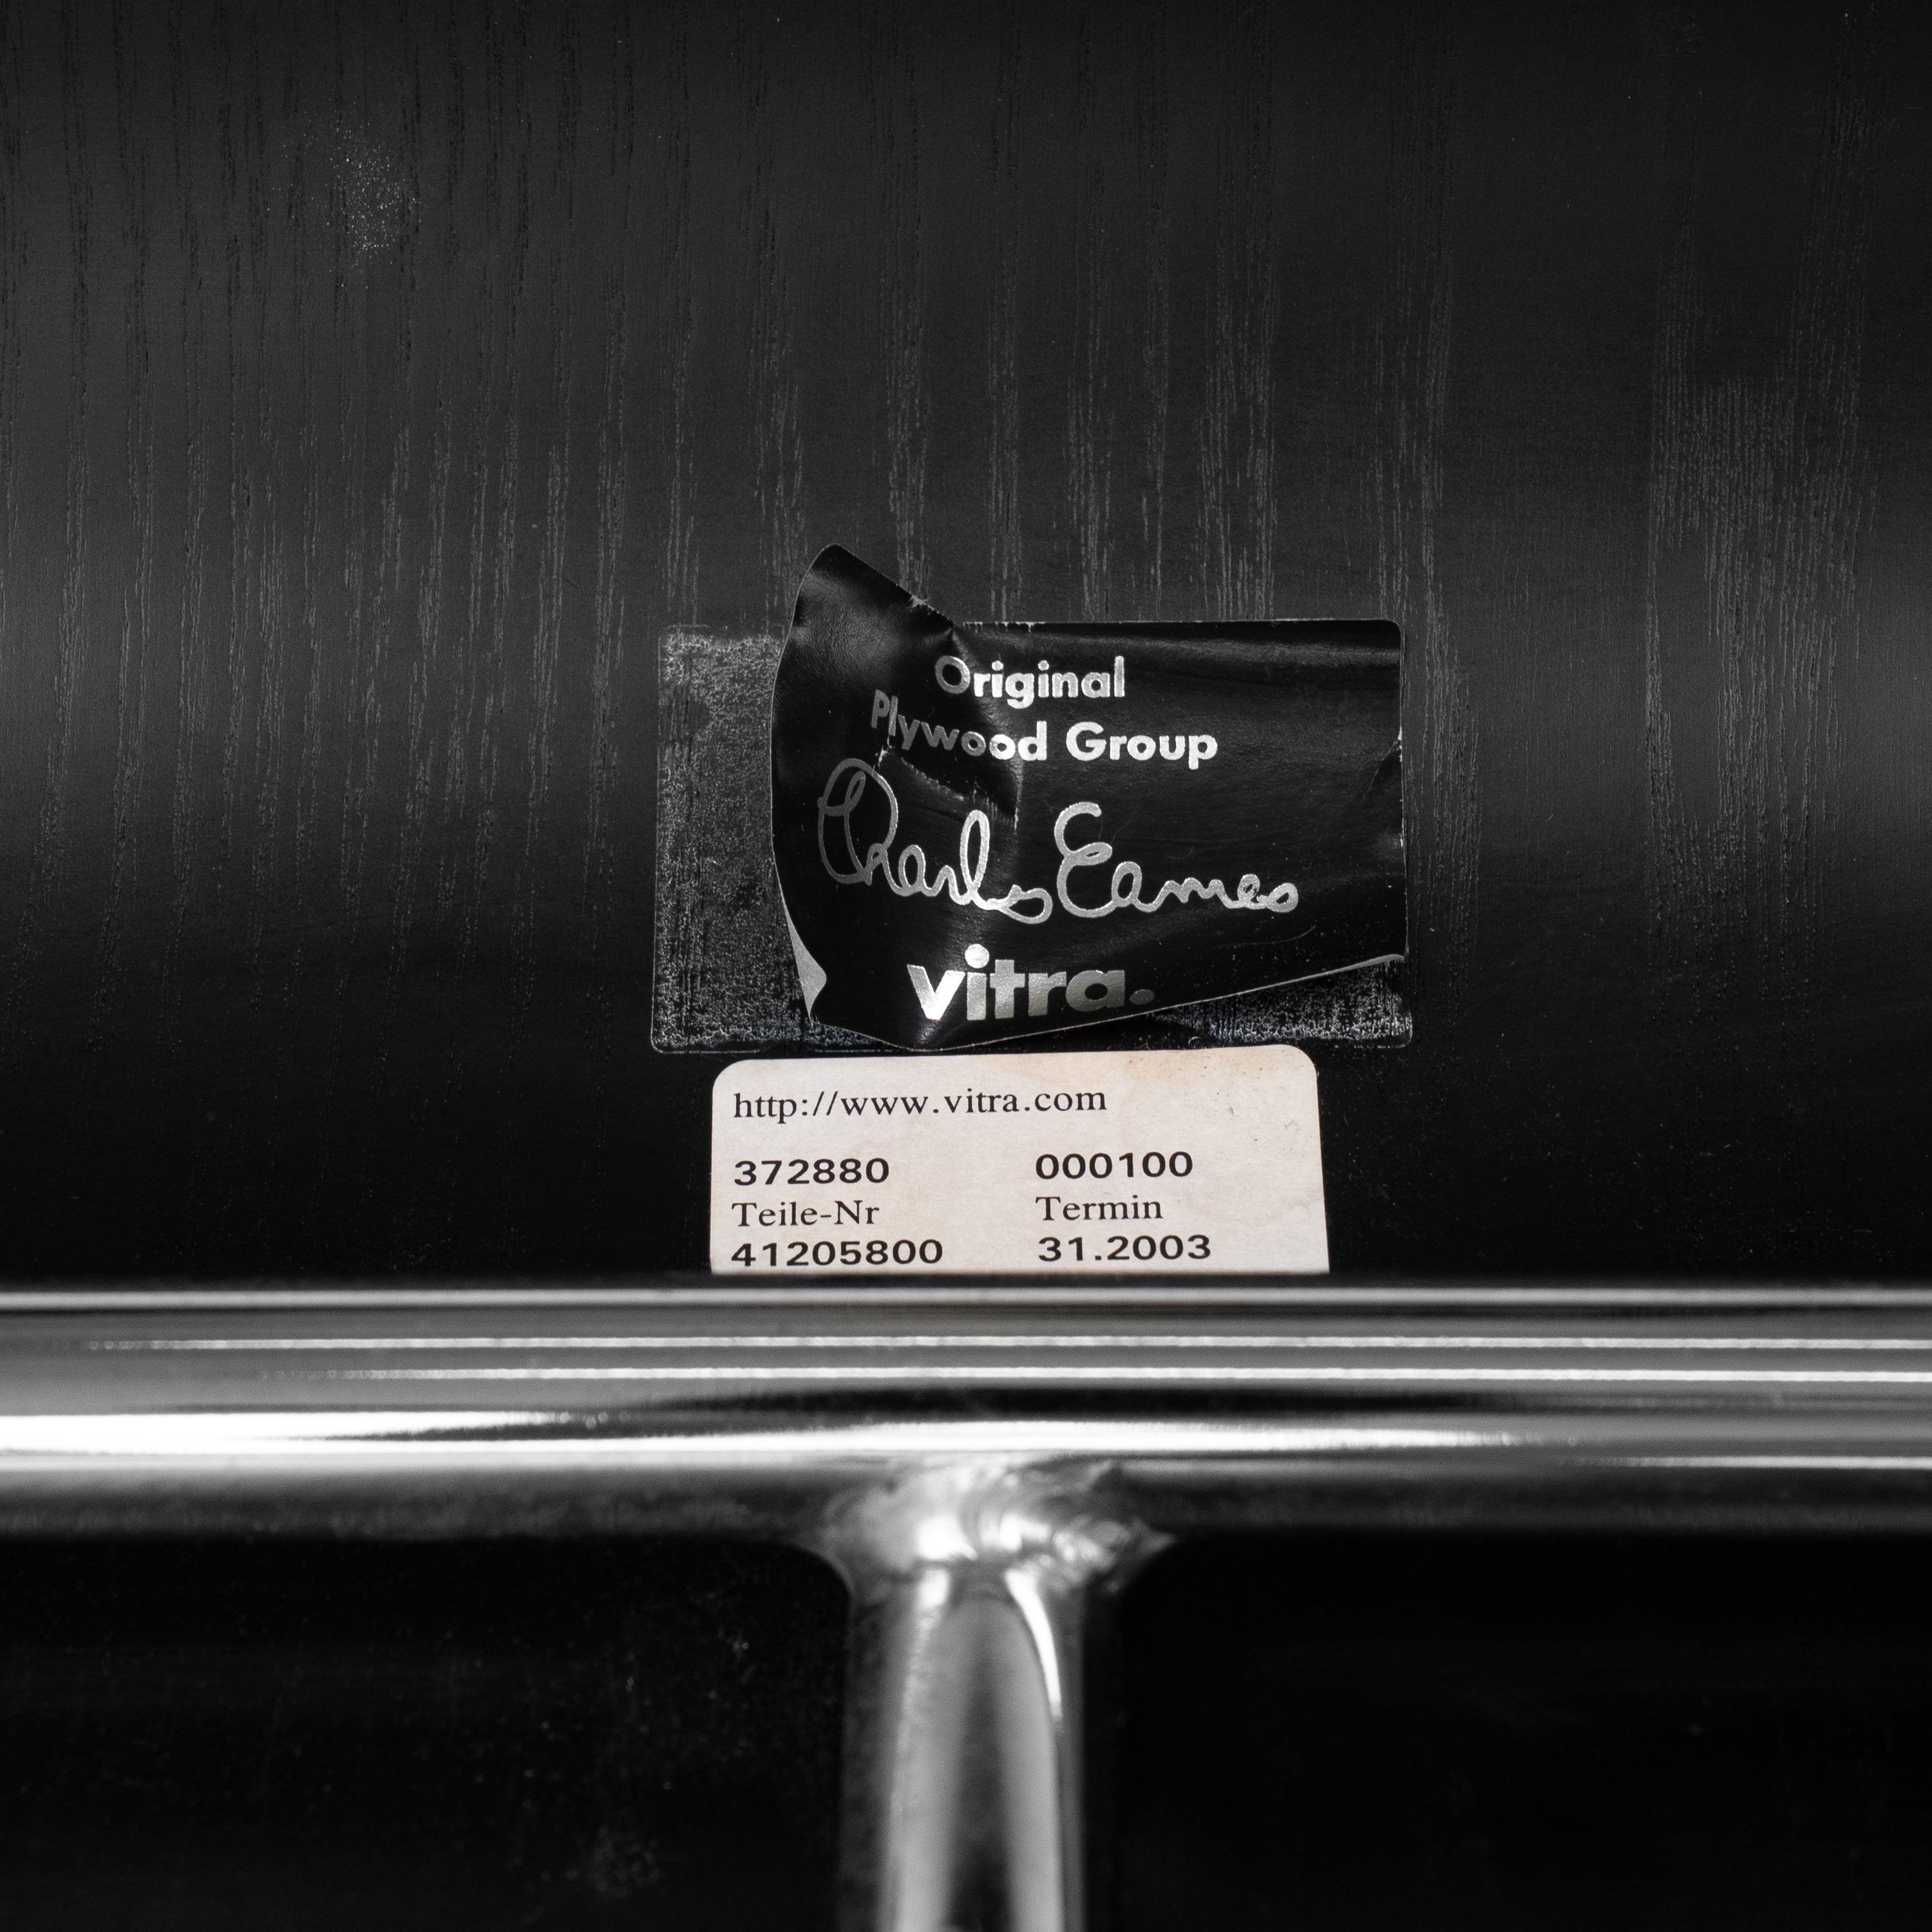 Original
Plywood Group
Charles Eames
vitra.
http://www.vitra.com
372880 000100
Teile-Nr Termin
41205800 31.2003